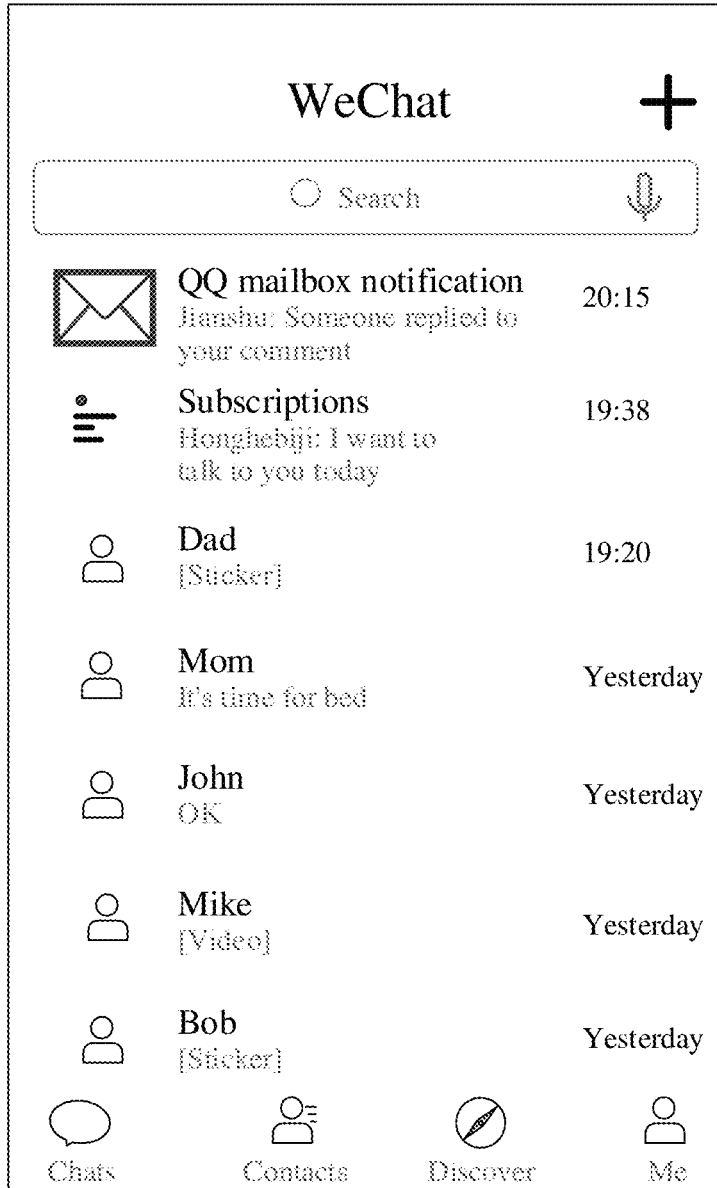 WeChat
Search
QQ mailbox notification
20:15
Jianshu: Someone replied to
your comment
Subscriptions
19:38
Honghebiji: I want to
talk to you today
Dad
19:20
[Sticker]
Mom
Yesterday
It's time for bed
John
Yesterday
OK
Mike
Yesterday
[Video]
Bob
Yesterday
[Sticker]
Chats
Contacts
Discover
Me